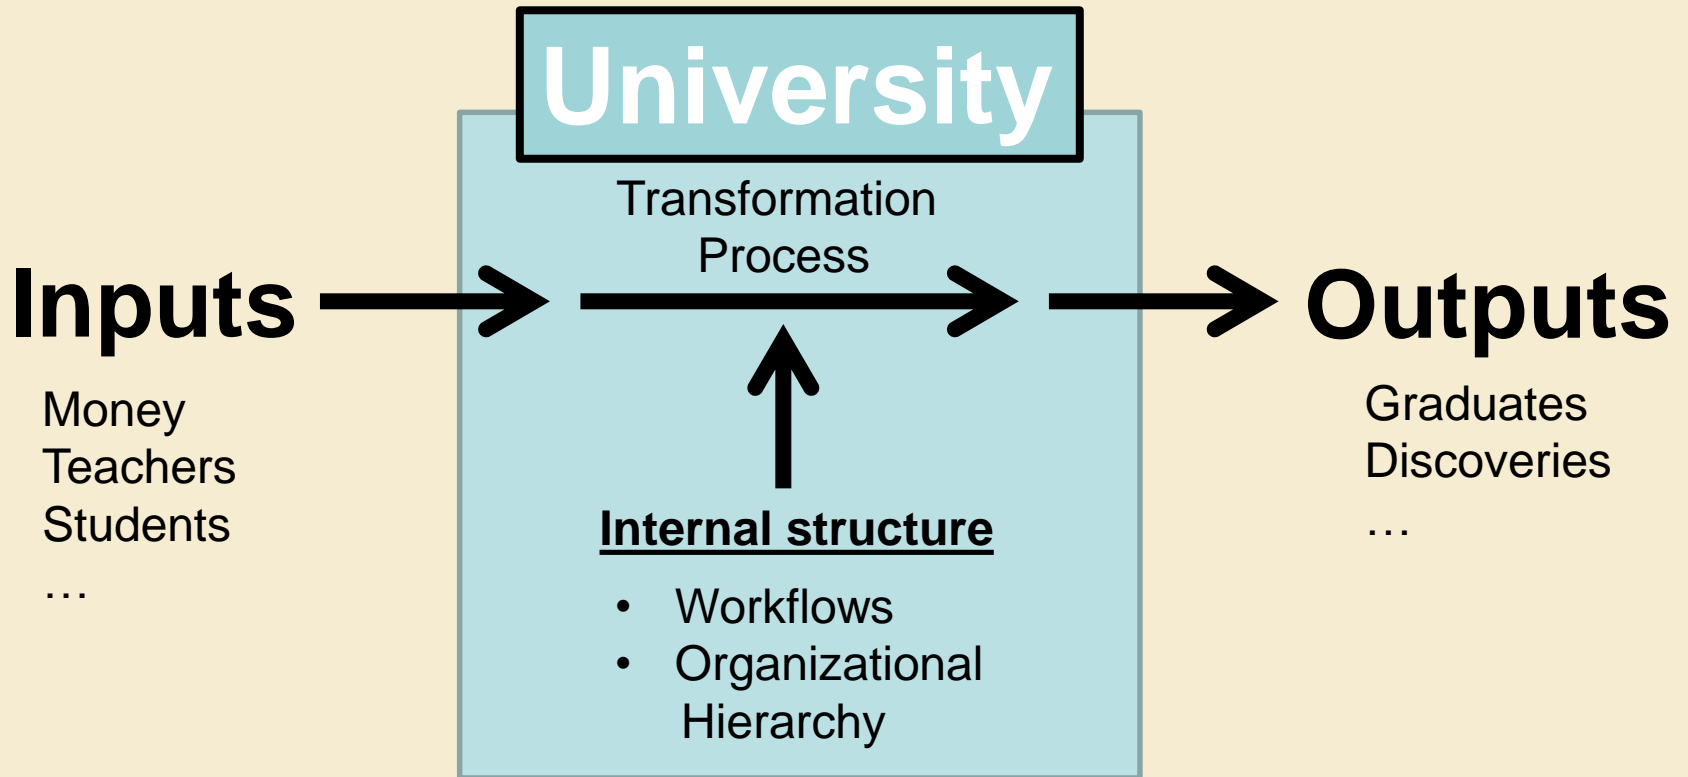 University
Transformation
Process
Inputs
Outputs
Money
Teachers
Students
…
Graduates
Discoveries
…
Internal structure
• Workflows
• Organizational
Hierarchy